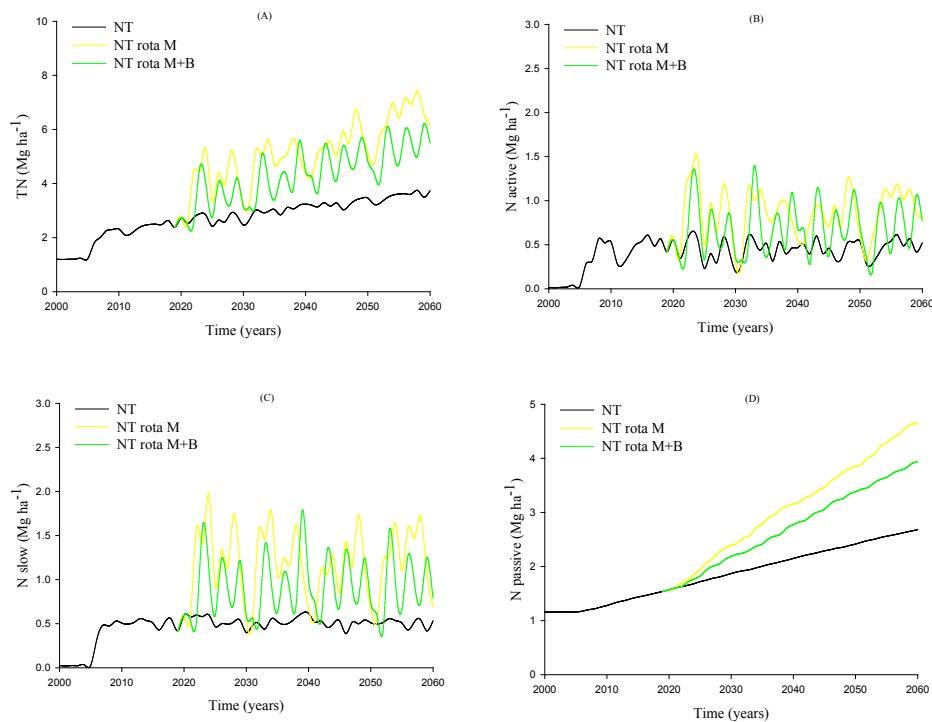 (A)
NT
NT rota M
NT rota M+B
10
8
6
4
2
0
TN (Mg ha⁻¹)
2000 2010 2020 2030 2040 2050 2060
Time (years)
(B)
NT
NT rota M
NT rota M+B
3.0
2.5
2.0
1.5
1.0
0.5
0.0
N active (Mg ha⁻¹)
2000 2010 2020 2030 2040 2050 2060
Time (years)
(C)
NT
NT rota M
NT rota M+B
3.0
2.5
2.0
1.5
1.0
0.5
0.0
N slow (Mg ha⁻¹)
2000 2010 2020 2030 2040 2050 2060
Time (years)
(D)
NT
NT rota M
NT rota M+B
5
4
3
2
1
0
N passive (Mg ha⁻¹)
2000 2010 2020 2030 2040 2050 2060
Time (years)